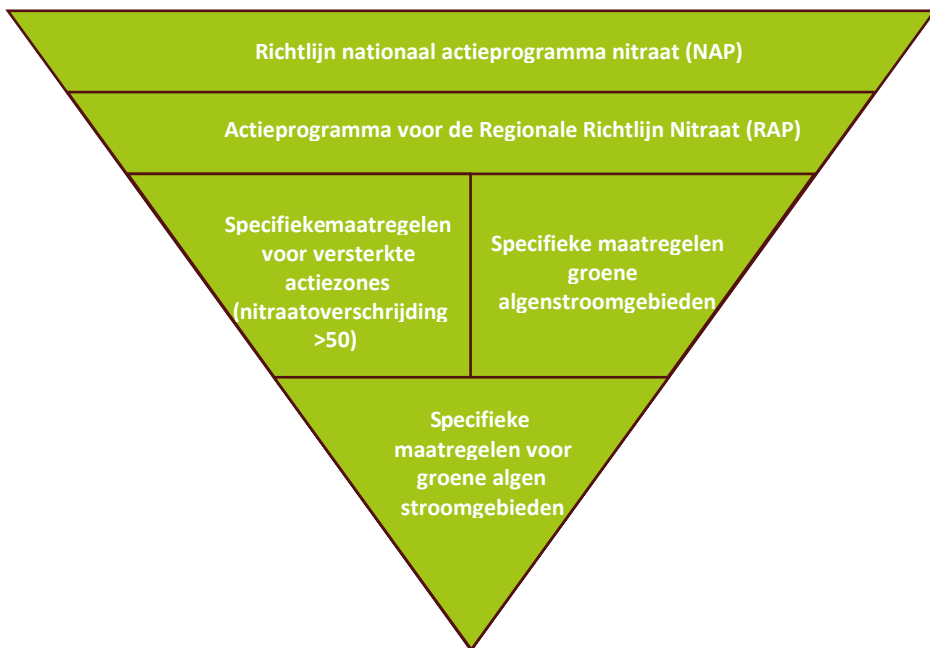 Richtlijn nationaal actieprogramma nitraat (NAP)
Actieprogramma voor de Regionale Richtlijn Nitraat (RAP)
Specifiekemaatregelen
voor versterkte
actiezones
(nitraatoverschrijding
>50)
Specifieke maatregelen
groene
algenstroomgebieden
Specifieke
maatregelen voor
groene algen
stroomgebieden